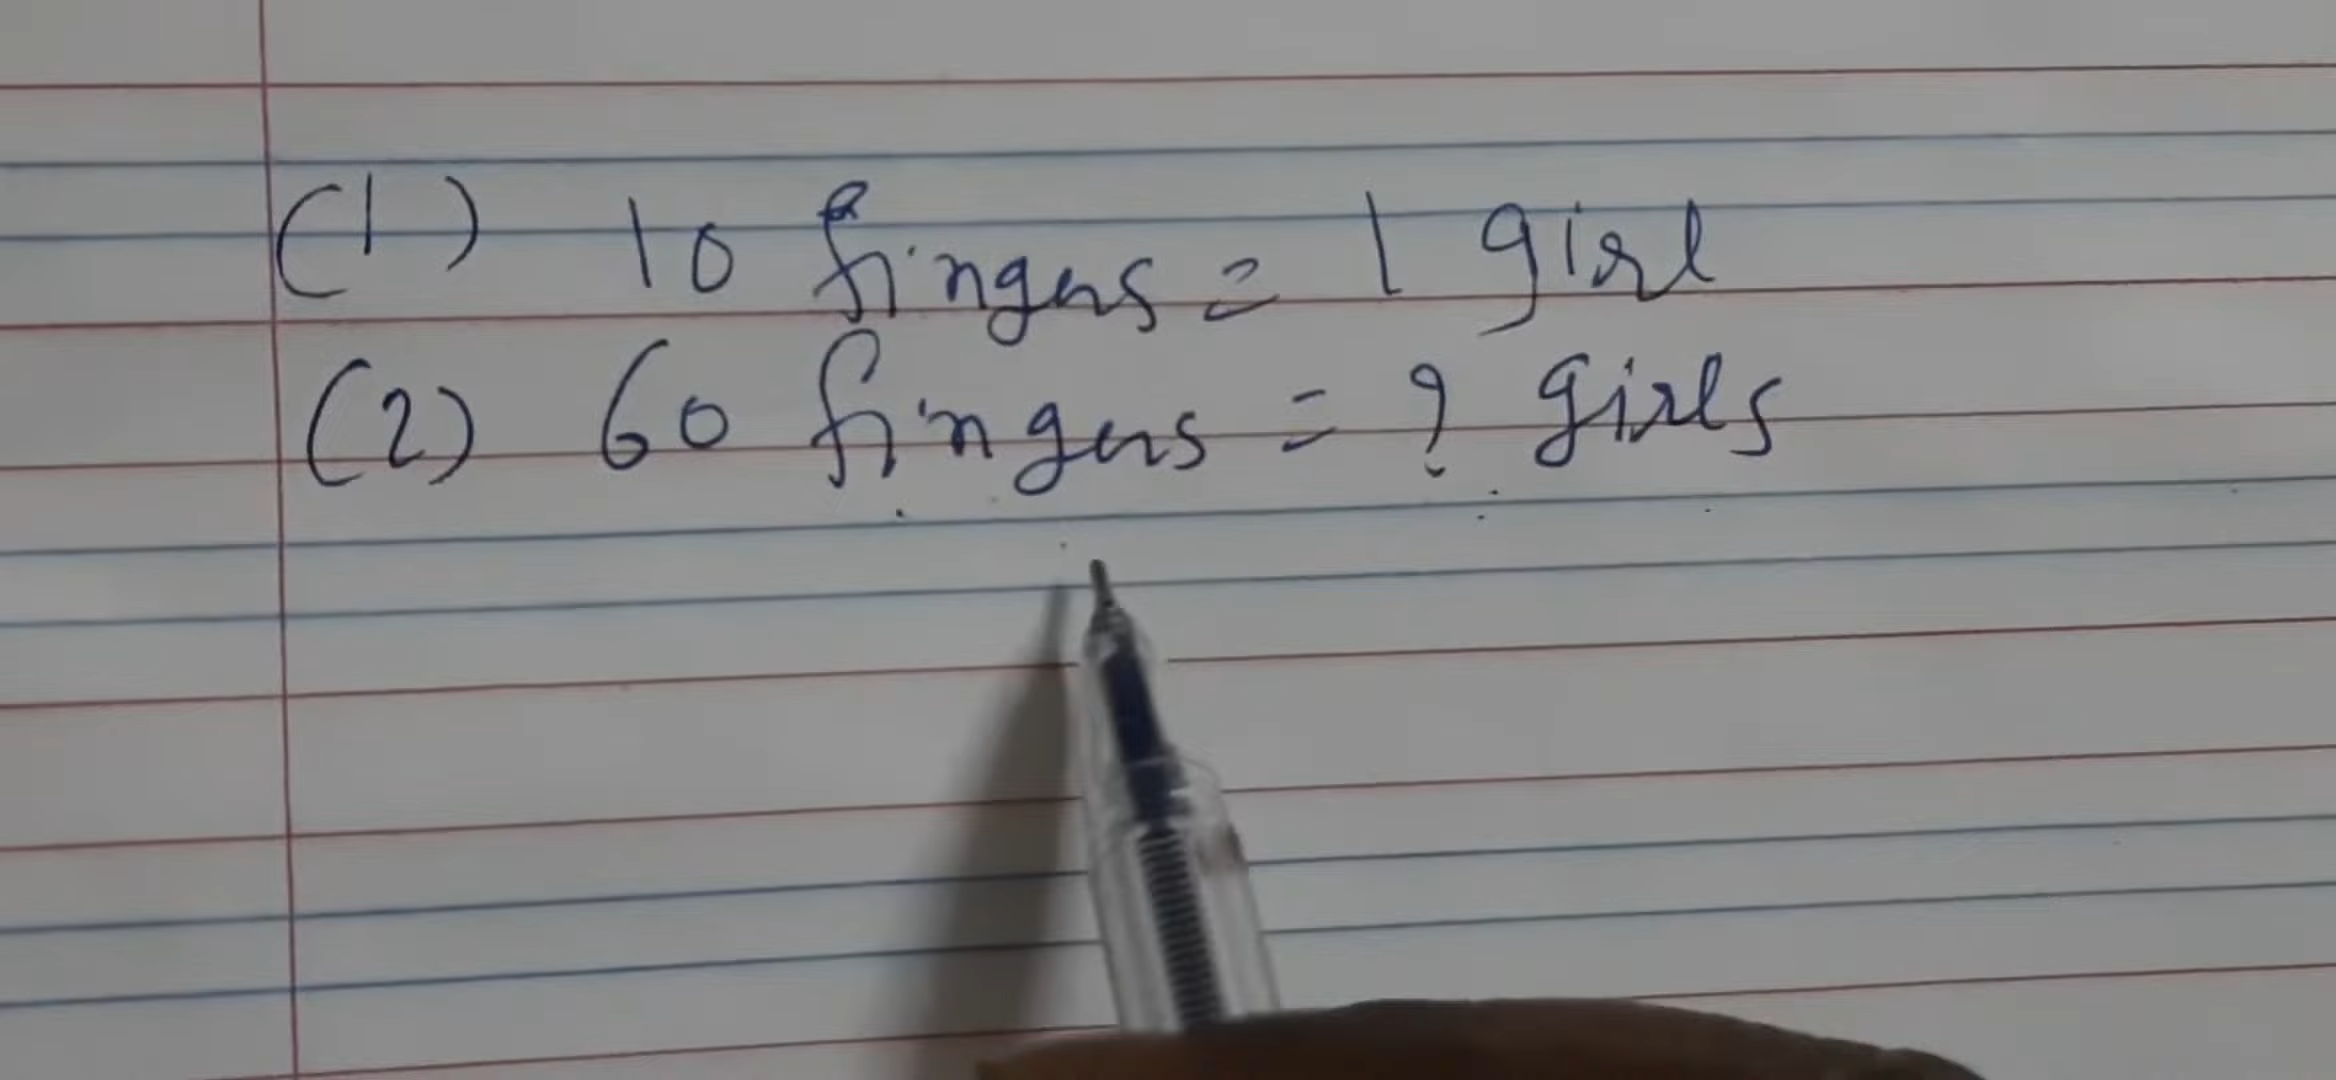 (1) 10 fingers = 1 girl
(2) 60 fingers = ? girls